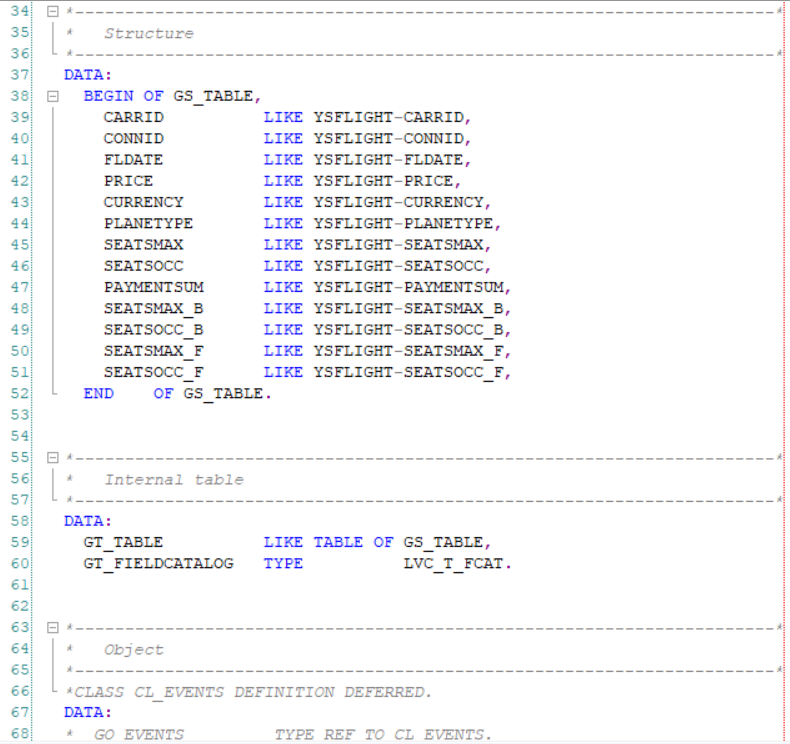 34 *----------------------------------------------------------------------*
35 *   Structure
36 *----------------------------------------------------------------------*
37 DATA:
38   BEGIN OF GS_TABLE,
39     CARRID          LIKE YSFLIGHT-CARRID,
40     CONNID          LIKE YSFLIGHT-CONNID,
41     FLDATE          LIKE YSFLIGHT-FLDATE,
42     PRICE           LIKE YSFLIGHT-PRICE,
43     CURRENCY        LIKE YSFLIGHT-CURRENCY,
44     PLANETYPE       LIKE YSFLIGHT-PLANETYPE,
45     SEATSMAX        LIKE YSFLIGHT-SEATSMAX,
46     SEATSOCC        LIKE YSFLIGHT-SEATSOCC,
47     PAYMENTSUM      LIKE YSFLIGHT-PAYMENTSUM,
48     SEATSMAX_B      LIKE YSFLIGHT-SEATSMAX_B,
49     SEATSOCC_B      LIKE YSFLIGHT-SEATSOCC_B,
50     SEATSMAX_F      LIKE YSFLIGHT-SEATSMAX_F,
51     SEATSOCC_F      LIKE YSFLIGHT-SEATSOCC_F,
52   END    OF GS_TABLE.
53
54
55 *----------------------------------------------------------------------*
56 *   Internal table
57 *----------------------------------------------------------------------*
58 DATA:
59   GT_TABLE          LIKE TABLE OF GS_TABLE,
60   GT_FIELDCATALOG   TYPE          LVC_T_FCAT.
61
62
63 *----------------------------------------------------------------------*
64 *   Object
65 *----------------------------------------------------------------------*
66 *CLASS CL_EVENTS DEFINITION DEFERRED.
67 DATA:
68 *  GO_EVENTS         TYPE REF TO CL_EVENTS.